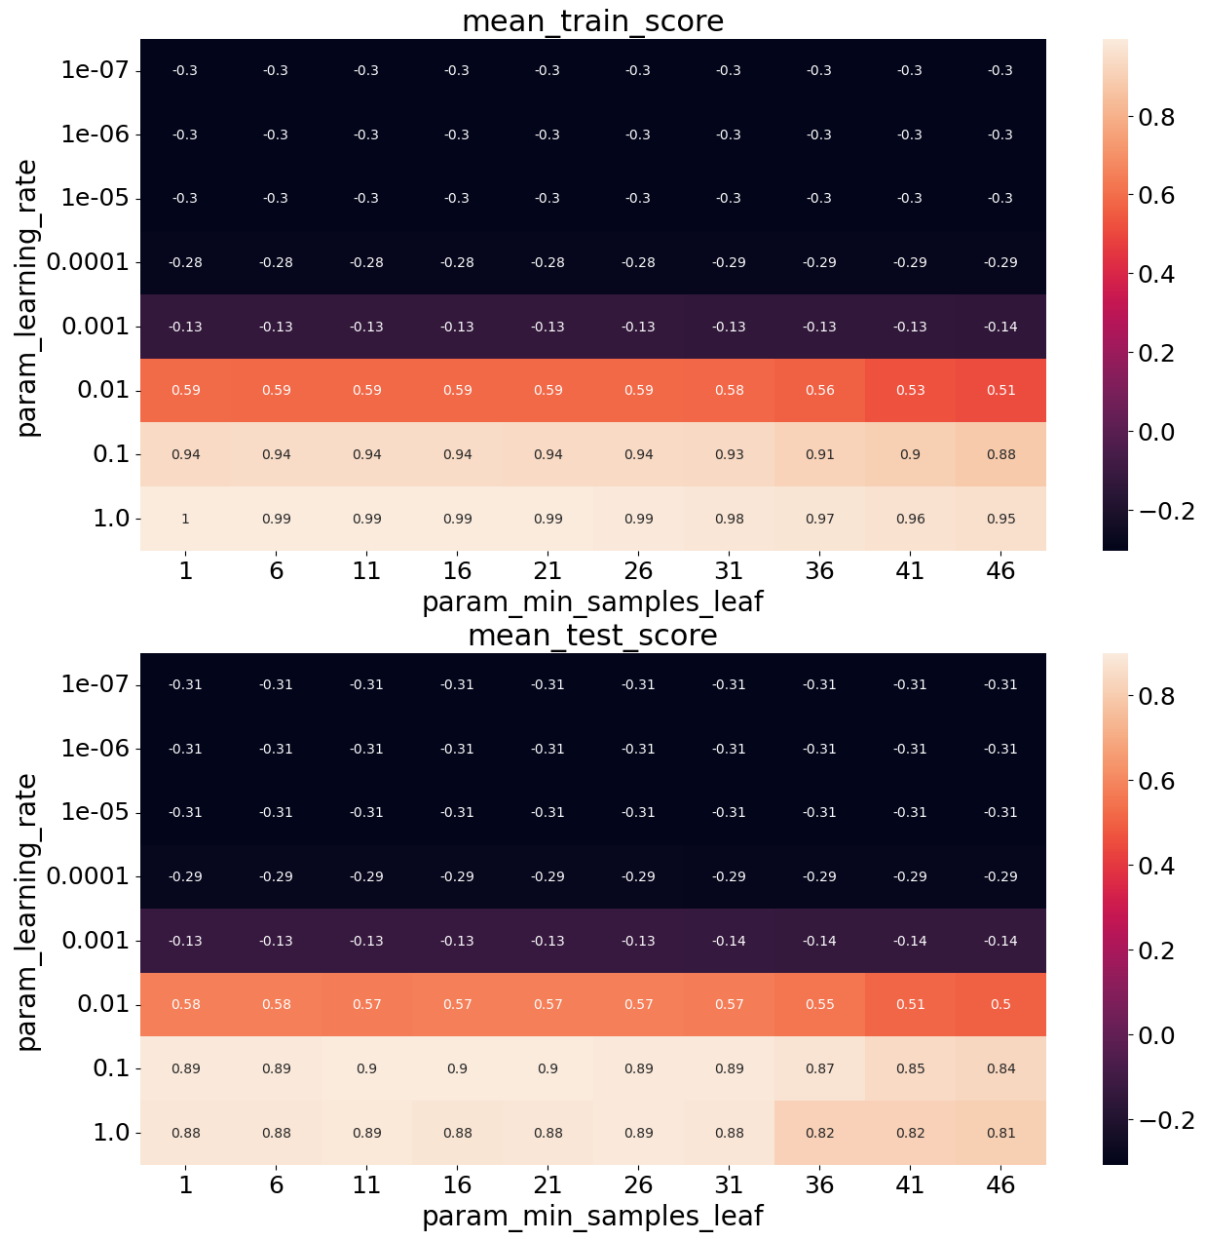 mean_train_score
1e-07 -0.3 -0.3 -0.3 -0.3 -0.3 -0.3 -0.3 -0.3 -0.3 -0.3
1e-06 -0.3 -0.3 -0.3 -0.3 -0.3 -0.3 -0.3 -0.3 -0.3 -0.3
1e-05 -0.3 -0.3 -0.3 -0.3 -0.3 -0.3 -0.3 -0.3 -0.3 -0.3
0.0001 -0.28 -0.28 -0.28 -0.28 -0.28 -0.28 -0.29 -0.29 -0.29 -0.29
0.001 -0.13 -0.13 -0.13 -0.13 -0.13 -0.13 -0.13 -0.13 -0.13 -0.14
0.01 0.59 0.59 0.59 0.59 0.59 0.59 0.58 0.56 0.53 0.51
0.1 0.94 0.94 0.94 0.94 0.94 0.94 0.93 0.91 0.9 0.88
1.0 1 0.99 0.99 0.99 0.99 0.99 0.98 0.97 0.96 0.95
1 6 11 16 21 26 31 36 41 46
param_min_samples_leaf
param_learning_rate
0.8
0.6
0.4
0.2
0.0
−0.2
mean_test_score
1e-07 -0.31 -0.31 -0.31 -0.31 -0.31 -0.31 -0.31 -0.31 -0.31 -0.31
1e-06 -0.31 -0.31 -0.31 -0.31 -0.31 -0.31 -0.31 -0.31 -0.31 -0.31
1e-05 -0.31 -0.31 -0.31 -0.31 -0.31 -0.31 -0.31 -0.31 -0.31 -0.31
0.0001 -0.29 -0.29 -0.29 -0.29 -0.29 -0.29 -0.29 -0.29 -0.29 -0.29
0.001 -0.13 -0.13 -0.13 -0.13 -0.13 -0.13 -0.14 -0.14 -0.14 -0.14
0.01 0.58 0.58 0.57 0.57 0.57 0.57 0.57 0.55 0.51 0.5
0.1 0.89 0.89 0.9 0.9 0.9 0.89 0.89 0.87 0.85 0.84
1.0 0.88 0.88 0.89 0.88 0.88 0.89 0.88 0.82 0.82 0.81
1 6 11 16 21 26 31 36 41 46
param_min_samples_leaf
param_learning_rate
0.8
0.6
0.4
0.2
0.0
−0.2